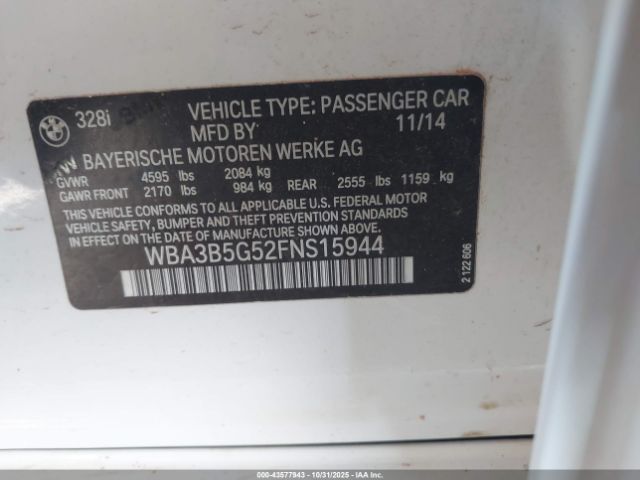 BMW
328i
VEHICLE TYPE: PASSENGER CAR
MFD BY 11/14
BAYERISCHE MOTOREN WERKE AG
GVWR 4595 lbs 2084 kg
GAWR FRONT 2170 lbs 984 kg REAR 2555 lbs 1159 kg
THIS VEHICLE CONFORMS TO ALL APPLICABLE U.S. FEDERAL MOTOR
VEHICLE SAFETY, BUMPER AND THEFT PREVENTION STANDARDS
IN EFFECT ON THE DATE OF MANUFACTURE SHOWN ABOVE.
WBA3B5G52FNS15944
2 122 606
000-43577943 | 10/31/2025 | IAAI.COM